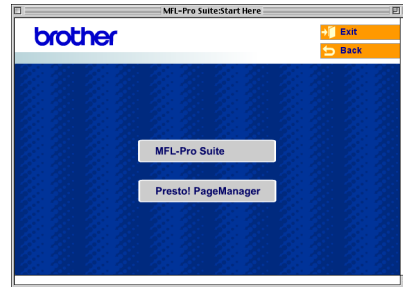 MFL-Pro Suite:Start Here
brother
Exit
Back
MFL-Pro Suite
Presto! PageManager